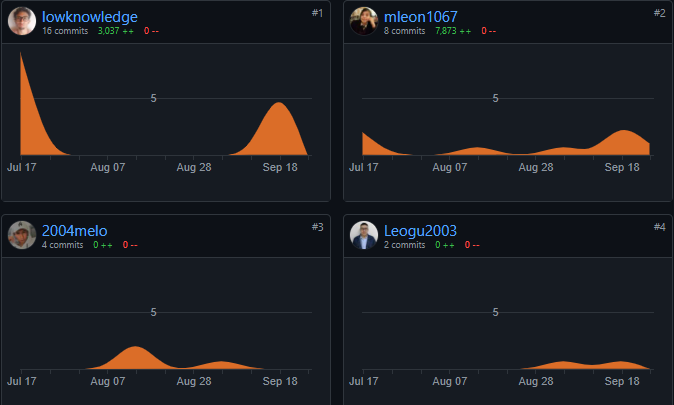 lowknowledge #1
16 commits 3,037 ++ 0 --
5
Jul 17 Aug 07 Aug 28 Sep 18
mleon1067 #2
8 commits 7,873 ++ 0 --
5
Jul 17 Aug 07 Aug 28 Sep 18
2004melo #3
4 commits 0 ++ 0 --
5
Jul 17 Aug 07 Aug 28 Sep 18
Leogu2003 #4
2 commits 0 ++ 0 --
5
Jul 17 Aug 07 Aug 28 Sep 18